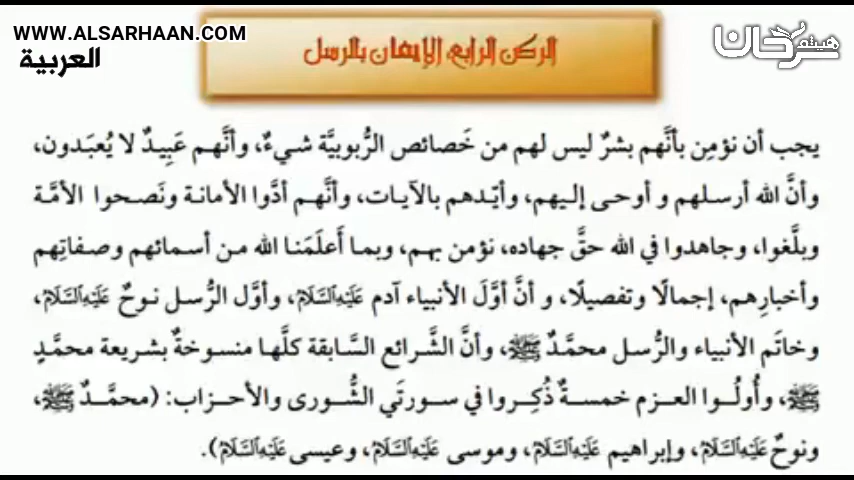 WWW.ALSARHAAN.COM
العربية
هيثم سرحان
الركن الرابع: الإيمان بالرسل
يجب أن نؤمِن بأنَّهم بشرٌ ليس لهم من خَصائص الرُّبوبيَّة شيءٌ، وأنَّهم عَبِيدٌ لا يُعبَدون،
وأنَّ الله أرسلهم و أوحى إليهم، وأيّدهم بالآيات، وأنَّهم أدَّوا الأمانة ونَصحوا الأمَّة
وبلَّغوا، وجاهدوا في الله حقَّ جهاده، نؤمن بهم، وبما أَعلَمَنا الله من أسمائهم وصفاتِهم
وأخبارِهم، إجمالًا وتفصيلًا، و أنَّ أوَّلَ الأنبياء آدم عَلَيْهِ السَّلَامُ، وأوَّل الرُّسل نوحٌ عَلَيْهِ السَّلَامُ،
وخاتَم الأنبياء والرُّسل محمَّدٌ ﷺ، وأنَّ الشَّرائع السَّابقة كلَّها منسوخةٌ بشريعة محمَّدٍ
ﷺ، وأُولُوا العزم خمسةٌ ذُكِروا في سورتَي الشُّورى والأحزاب: (محمَّدٌ ﷺ،
ونوحٌ عَلَيْهِ السَّلَامُ، وإبراهيم عَلَيْهِ السَّلَامُ، وموسى عَلَيْهِ السَّلَامُ، وعيسى عَلَيْهِ السَّلَامُ).